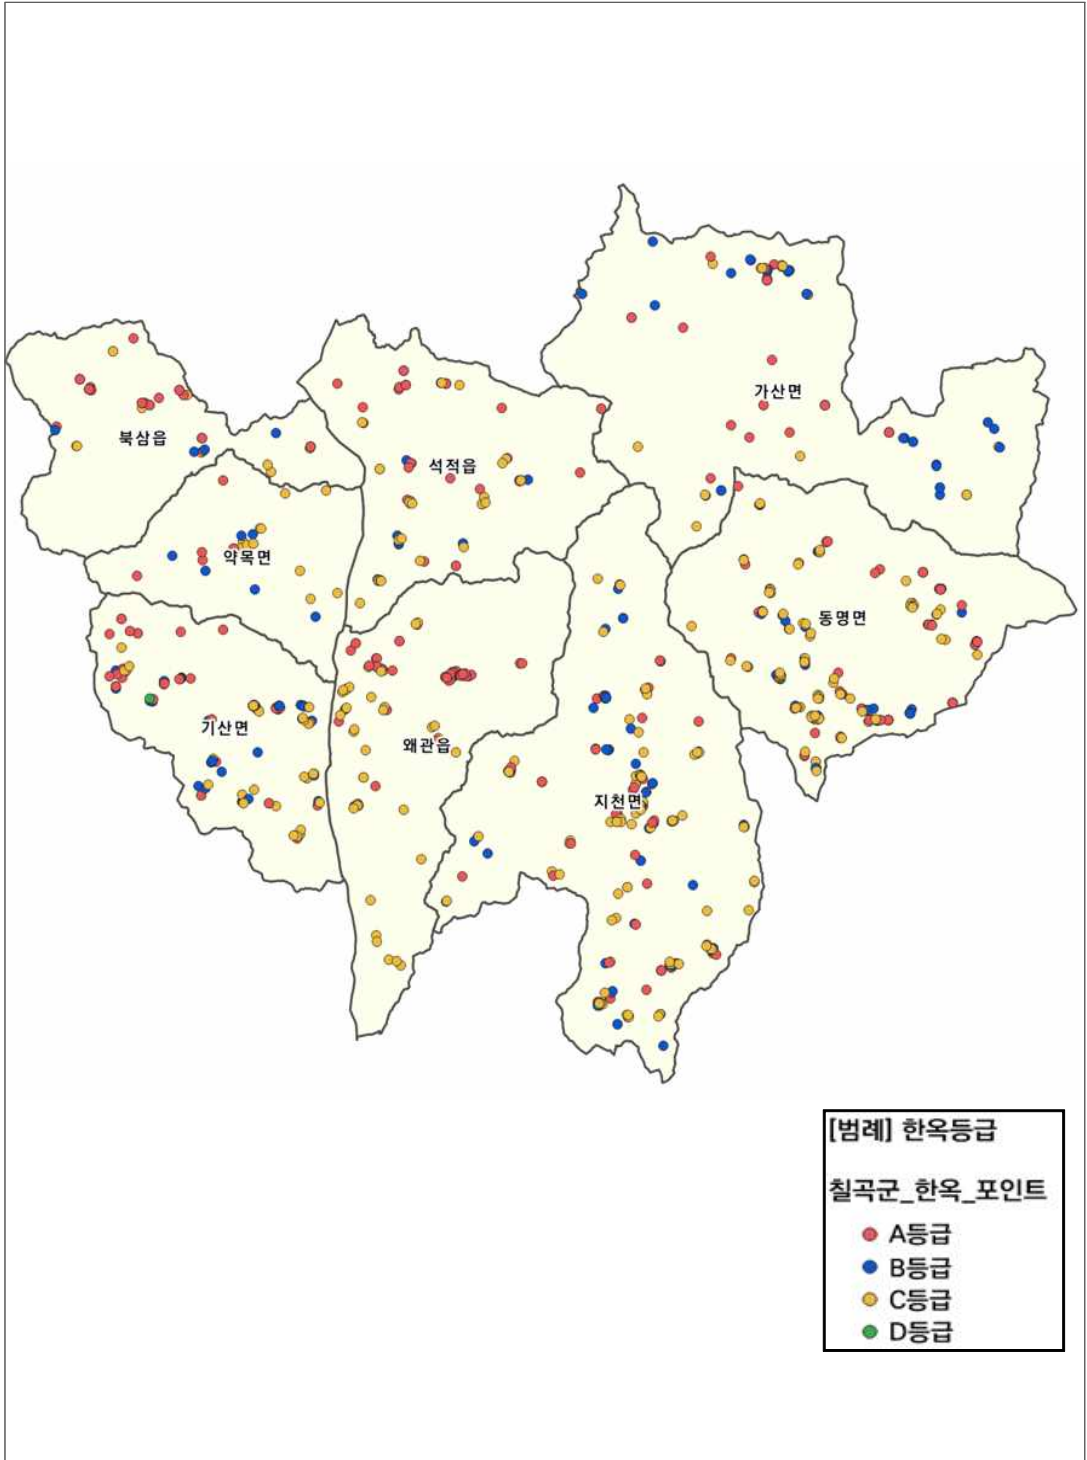 가산면
북삼읍
석적읍
약목면
동명면
기산면
왜관읍
지천면
[범례] 한옥등급
칠곡군_한옥_포인트
A등급
B등급
C등급
D등급